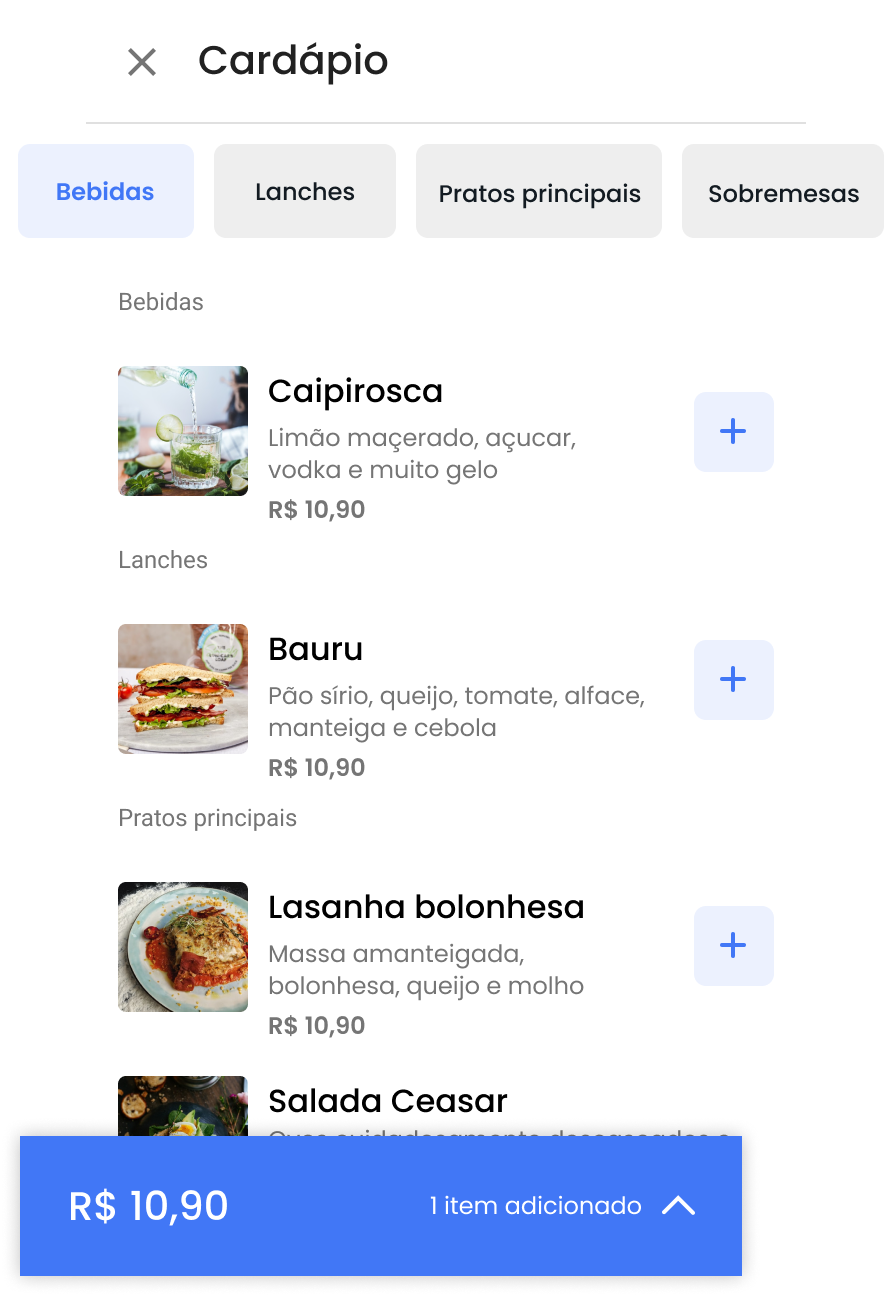 Cardápio
Bebidas
Lanches
Pratos principais
Sobremesas
Bebidas
Caipirosca
Limão maçerado, açucar,
vodka e muito gelo
R$ 10,90
Lanches
Bauru
Pão sírio, queijo, tomate, alface,
manteiga e cebola
R$ 10,90
Pratos principais
Lasanha bolonhesa
Massa amanteigada,
bolonhesa, queijo e molho
R$ 10,90
Salada Ceasar
R$ 10,90
1 item adicionado